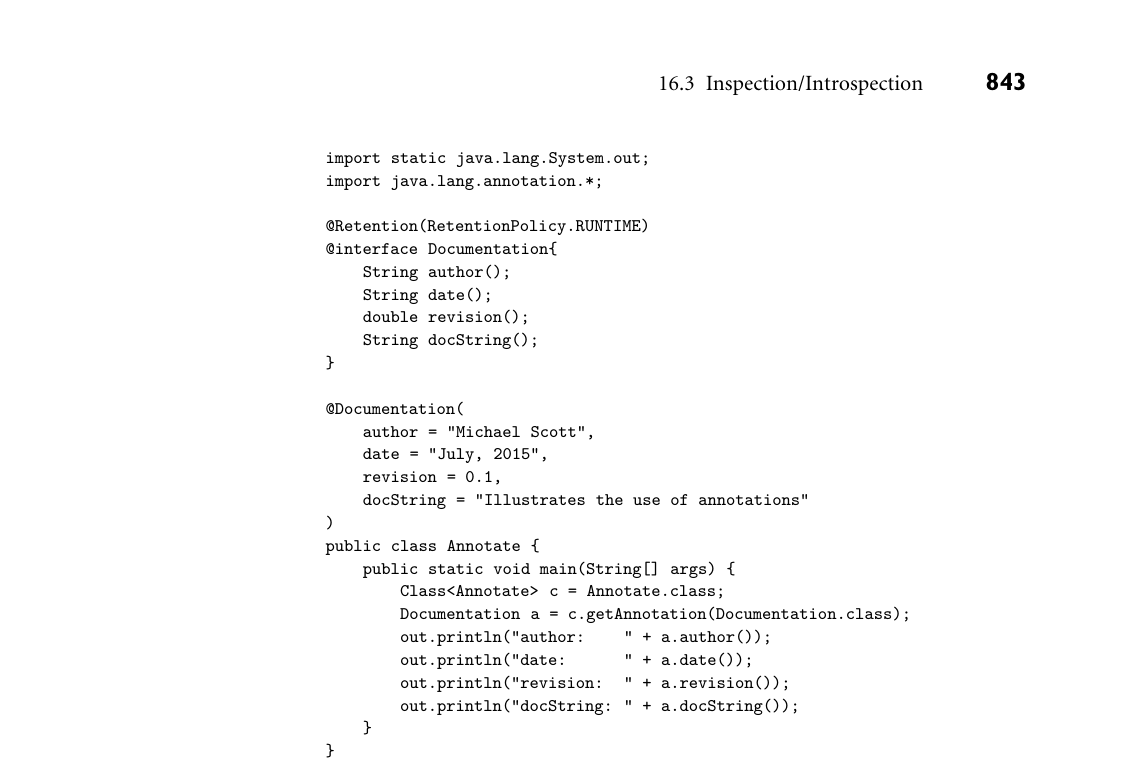 16.3 Inspection/Introspection 843
import static java.lang.System.out;
import java.lang.annotation.*;

@Retention(RetentionPolicy.RUNTIME)
@interface Documentation{
    String author();
    String date();
    double revision();
    String docString();
}

@Documentation(
    author = "Michael Scott",
    date = "July, 2015",
    revision = 0.1,
    docString = "Illustrates the use of annotations"
)
public class Annotate {
    public static void main(String[] args) {
        Class<Annotate> c = Annotate.class;
        Documentation a = c.getAnnotation(Documentation.class);
        out.println("author:    " + a.author());
        out.println("date:      " + a.date());
        out.println("revision:  " + a.revision());
        out.println("docString: " + a.docString());
    }
}